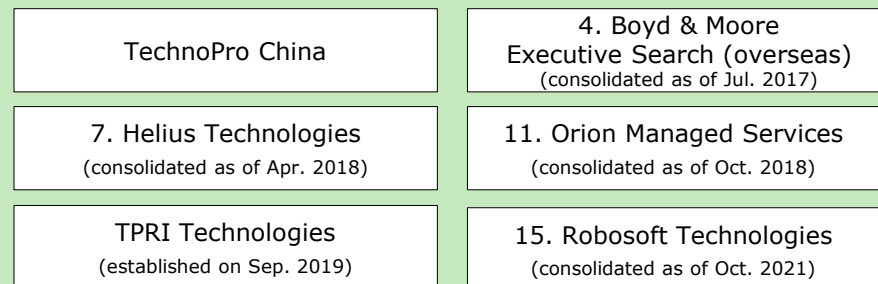 TechnoPro China
4. Boyd & Moore
Executive Search (overseas)
(consolidated as of Jul. 2017)
7. Helius Technologies
(consolidated as of Apr. 2018)
11. Orion Managed Services
(consolidated as of Oct. 2018)
TPRI Technologies
(established on Sep. 2019)
15. Robosoft Technologies
(consolidated as of Oct. 2021)